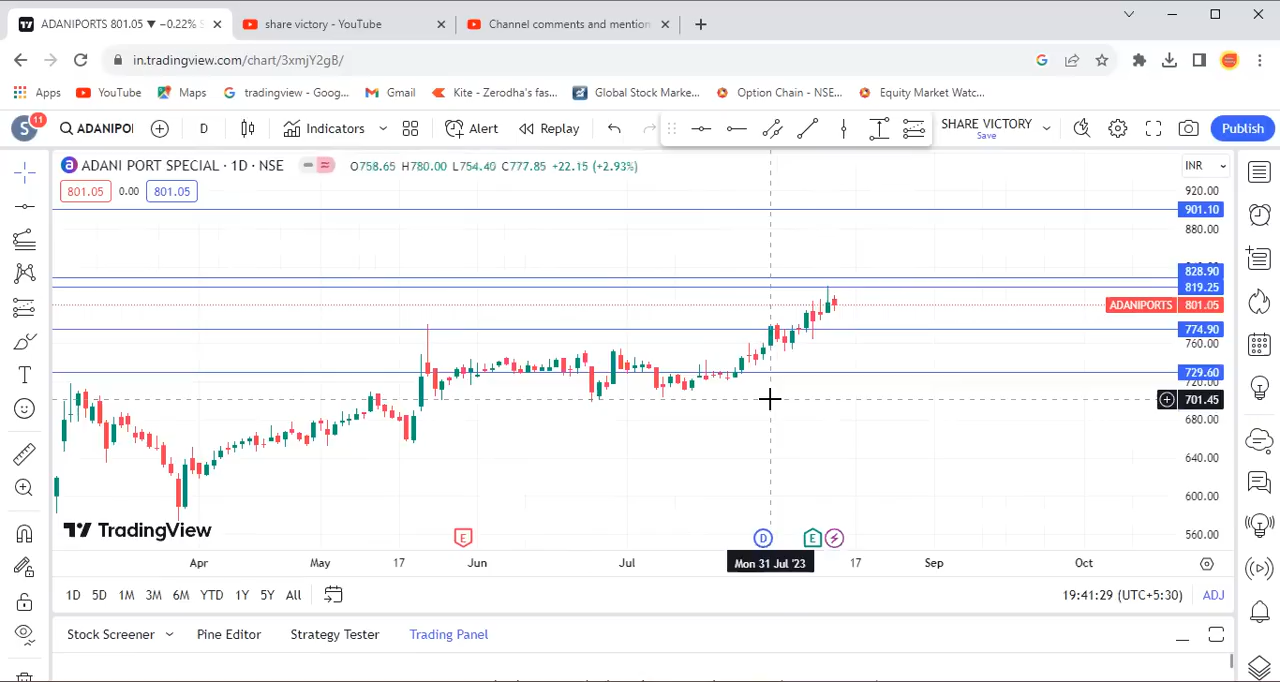 ADANIPORTS 801.05 ▼ −0.22% S
share victory - YouTube
Channel comments and mention
in.tradingview.com/chart/3xmjY2gB/
Apps YouTube Maps tradingview - Goog... Gmail Kite - Zerodha's fas... Global Stock Marke... Option Chain - NSE... Equity Market Watc...
S 11 ADANIPO D Indicators Alert Replay SHARE VICTORY Save Publish
a ADANI PORT SPECIAL · 1D · NSE O758.65 H780.00 L754.40 C777.85 +22.15 (+2.93%) INR
801.05 0.00 801.05
920.00
901.10
880.00
828.90
819.25
ADANIPORTS 801.05
774.90
760.00
729.60
720.00
701.45
680.00
640.00
600.00
560.00
TradingView
E D E
Apr May 17 Jun Jul Mon 31 Jul '23 17 Sep Oct
1D 5D 1M 3M 6M YTD 1Y 5Y All 19:41:29 (UTC+5:30) ADJ
Stock Screener Pine Editor Strategy Tester Trading Panel